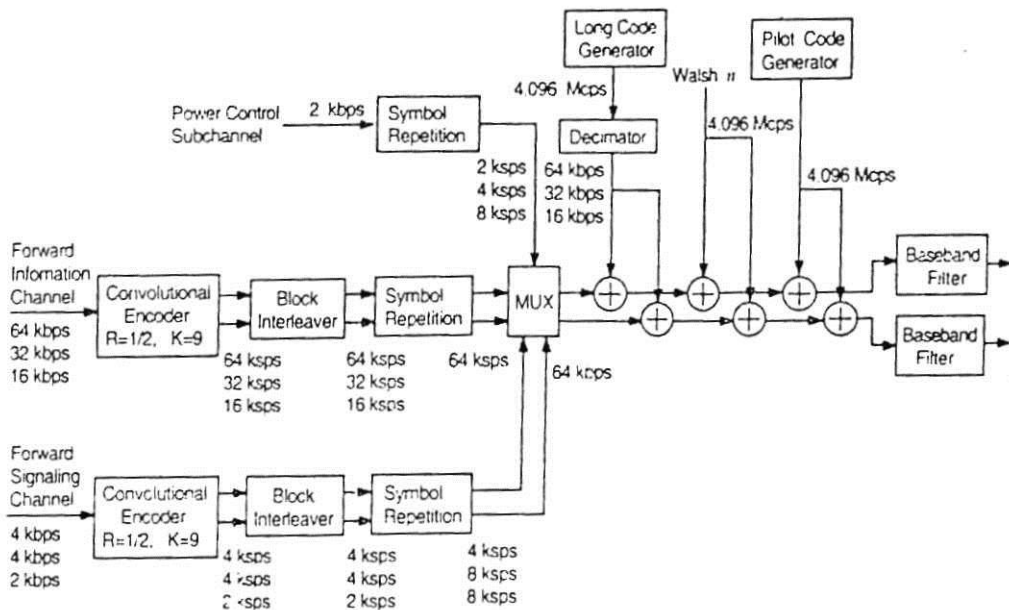 Long Code
Generator
Pilot Code
Generator
4.096 Mcps
Walsh n
Power Control
Subchannel
2 kbps
Symbol
Repetition
Decimator
4.096 Mcps
2 ksps
4 ksps
8 ksps
64 kbps
32 kbps
16 kbps
4.096 Mcps
Forward
Infomation
Channel
64 kbps
32 kbps
16 kbps
Convolutional
Encoder
R=1/2, K=9
Block
Interleaver
Symbol
Repetition
MUX
Baseband
Filter
Baseband
Filter
64 ksps
32 ksps
16 ksps
64 ksps
32 ksps
16 ksps
64 ksps
64 kbps
Forward
Signaling
Channel
4 kbps
4 kbps
2 kbps
Convolutional
Encoder
R=1/2, K=9
Block
Interleaver
Symbol
Repetition
4 ksps
4 ksps
2 ksps
4 ksps
4 ksps
2 ksps
4 ksps
8 ksps
8 ksps